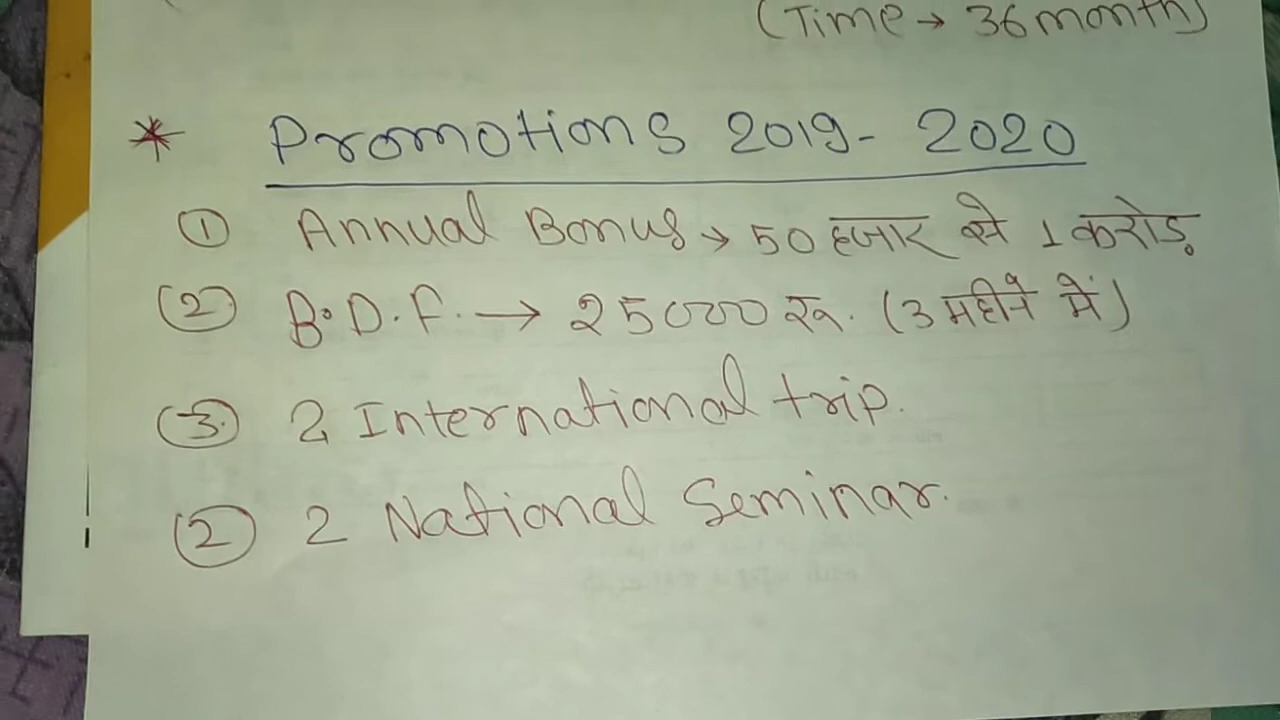 (Time → 36 month)
* Promotions 2019-2020
① Annual Bonus → 50 हजार से 1 करोड़
(2) B.D.F. → 25000 रू. (3 महीने में)
(3) 2 International trip.
(2) 2 National Seminar.